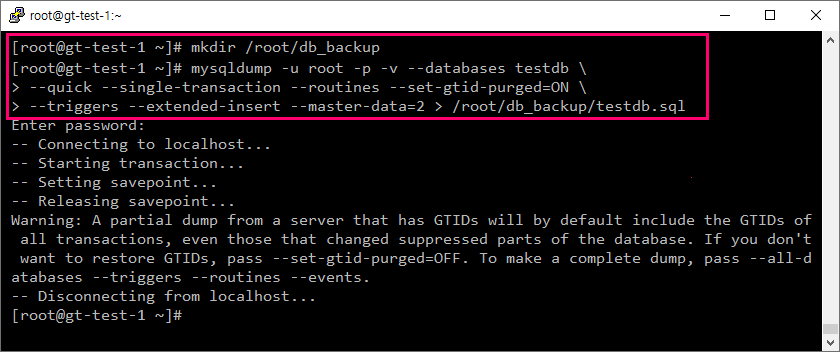 root@gt-test-1:~
[root@gt-test-1 ~]# mkdir /root/db_backup
[root@gt-test-1 ~]# mysqldump -u root -p -v --databases testdb \
> --quick --single-transaction --routines --set-gtid-purged=ON \
> --triggers --extended-insert --master-data=2 > /root/db_backup/testdb.sql
Enter password:
-- Connecting to localhost...
-- Starting transaction...
-- Setting savepoint...
-- Releasing savepoint...
Warning: A partial dump from a server that has GTIDs will by default include the GTIDs of
 all transactions, even those that changed suppressed parts of the database. If you don't
 want to restore GTIDs, pass --set-gtid-purged=OFF. To make a complete dump, pass --all-d
atabases --triggers --routines --events.
-- Disconnecting from localhost...
[root@gt-test-1 ~]#